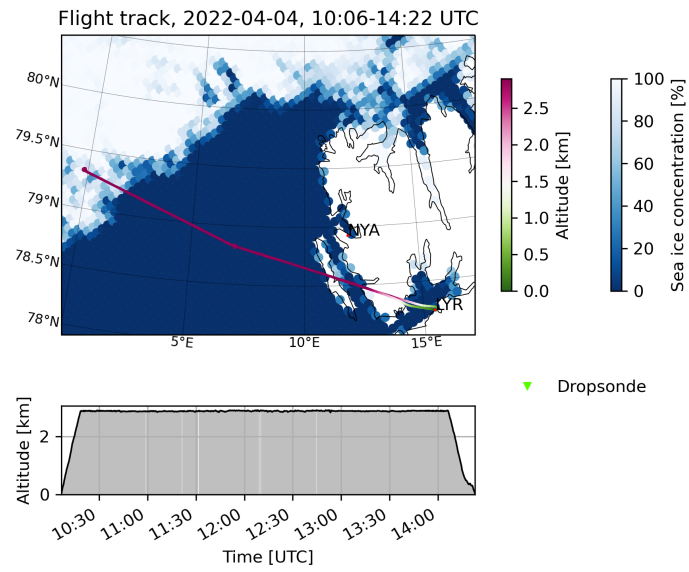 Flight track, 2022-04-04, 10:06-14:22 UTC
80°N
79.5°N
79°N
78.5°N
78°N
5°E
10°E
15°E
NYA
LYR
2.5
2.0
1.5
1.0
0.5
0.0
Altitude [km]
100
80
60
40
20
0
Sea ice concentration [%]
Dropsonde
Altitude [km]
2
0
10:30
11:00
11:30
12:00
12:30
13:00
13:30
14:00
Time [UTC]